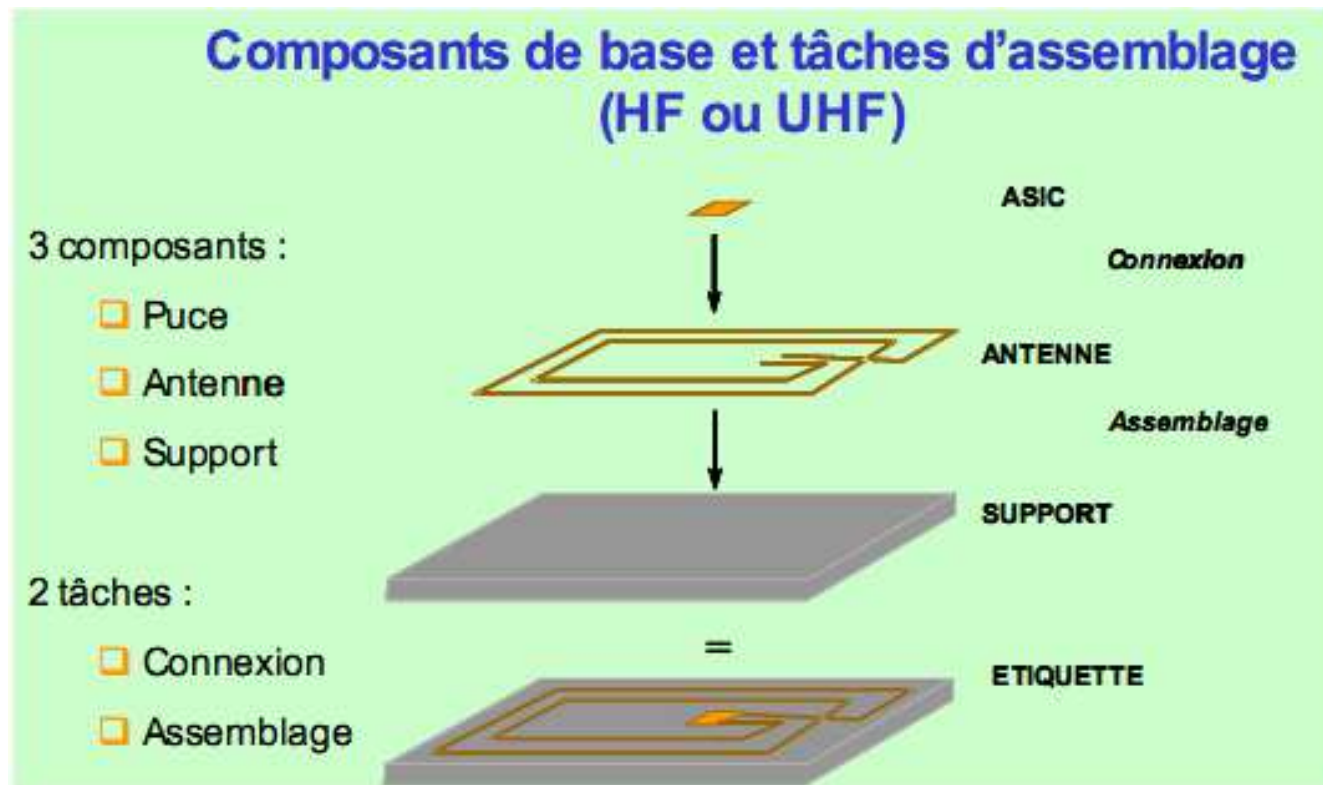 Composants de base et tâches d'assemblage
(HF ou UHF)
3 composants :
Puce
Antenne
Support
2 tâches :
Connexion
Assemblage
ASIC
Connexion
ANTENNE
Assemblage
SUPPORT
=
ETIQUETTE